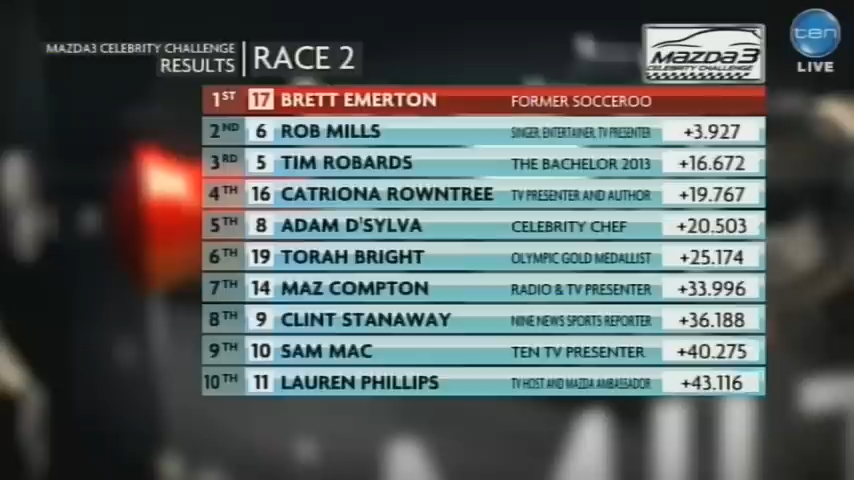 MAZDA3 CELEBRITY CHALLENGE
RESULTS
RACE 2
mazda3
CELEBRITY CHALLENGE
ten
LIVE
1ST 17 BRETT EMERTON FORMER SOCCEROO
2ND 6 ROB MILLS SINGER, ENTERTAINER, TV PRESENTER +3.927
3RD 5 TIM ROBARDS THE BACHELOR 2013 +16.672
4TH 16 CATRIONA ROWNTREE TV PRESENTER AND AUTHOR +19.767
5TH 8 ADAM D'SYLVA CELEBRITY CHEF +20.503
6TH 19 TORAH BRIGHT OLYMPIC GOLD MEDALLIST +25.174
7TH 14 MAZ COMPTON RADIO & TV PRESENTER +33.996
8TH 9 CLINT STANAWAY NINE NEWS SPORTS REPORTER +36.188
9TH 10 SAM MAC TEN TV PRESENTER +40.275
10TH 11 LAUREN PHILLIPS TV HOST AND MAZDA AMBASSADOR +43.116